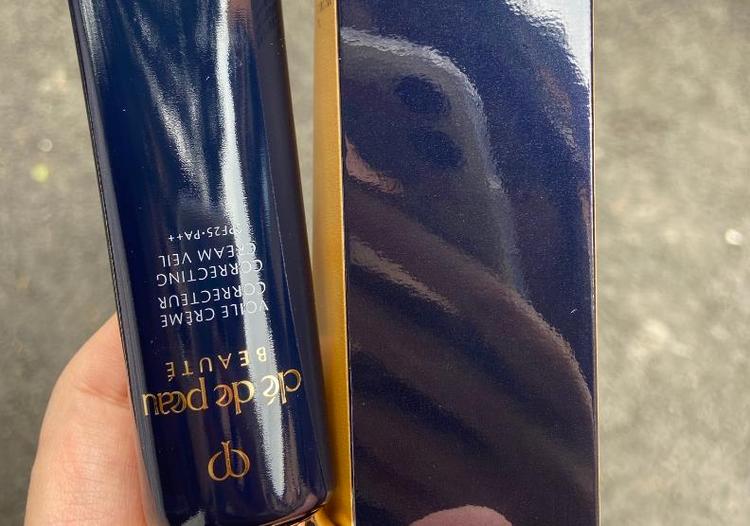 clé de peau
BEAUTÉ
VOILE CRÈME
CORRECTEUR
CORRECTING
CREAM VEIL
SPF25•PA++